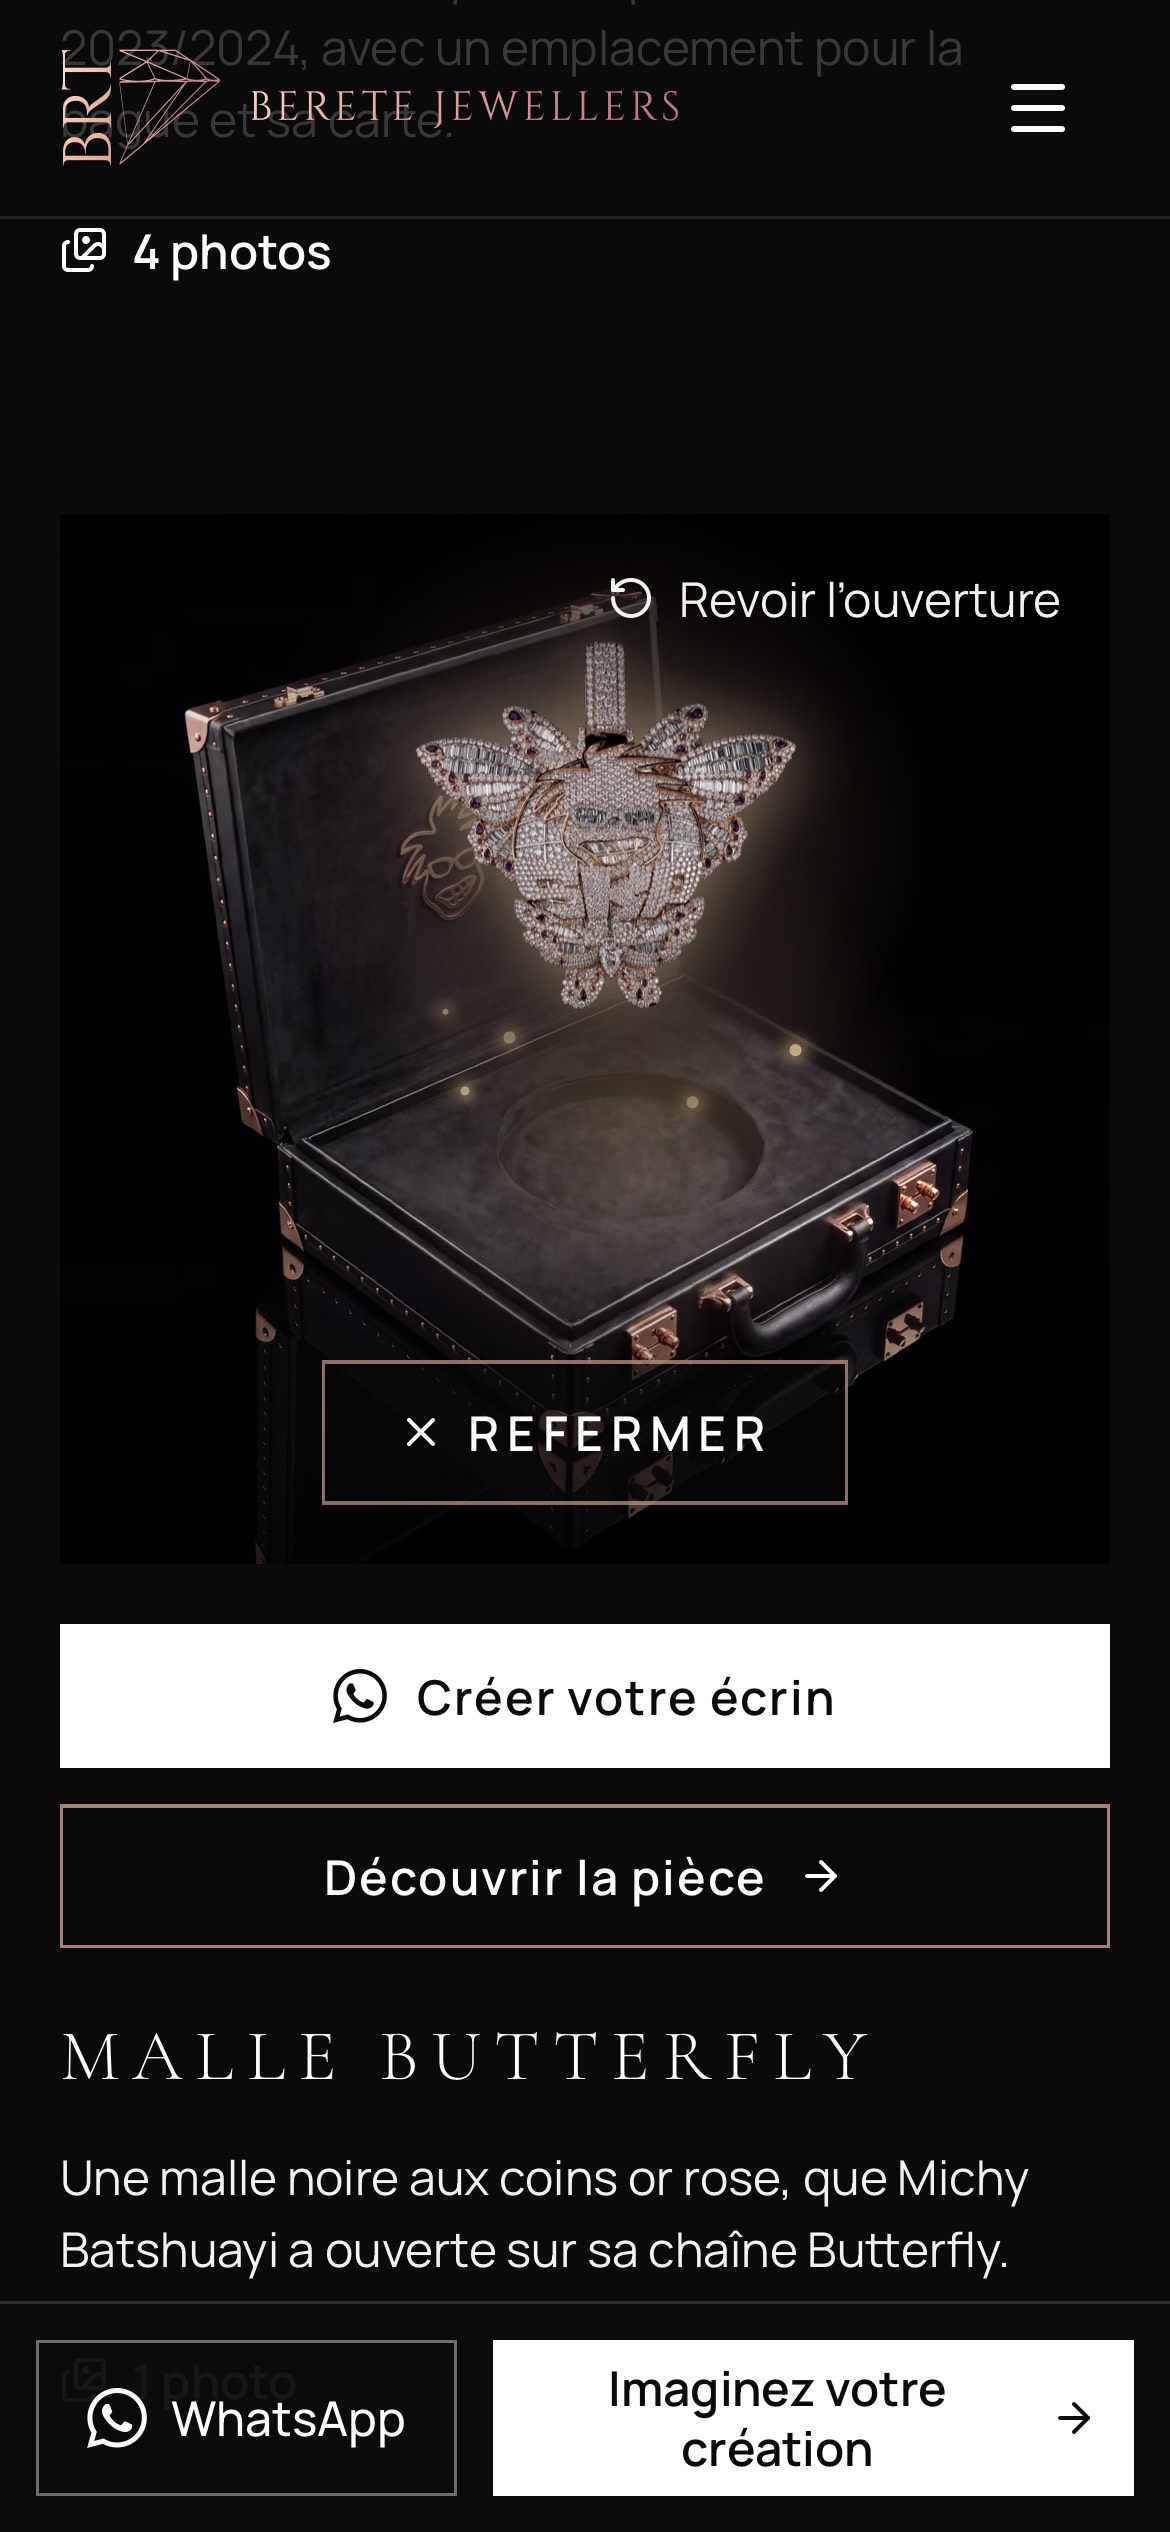 2023/2024, avec un emplacement pour la
bague et sa carte.
BRT
BERETE JEWELLERS
4 photos
Revoir l’ouverture
REFERMER
Créer votre écrin
Découvrir la pièce
MALLE BUTTERFLY
Une malle noire aux coins or rose, que Michy
Batshuayi a ouverte sur sa chaîne Butterfly.
1 photo
WhatsApp
Imaginez votre
création